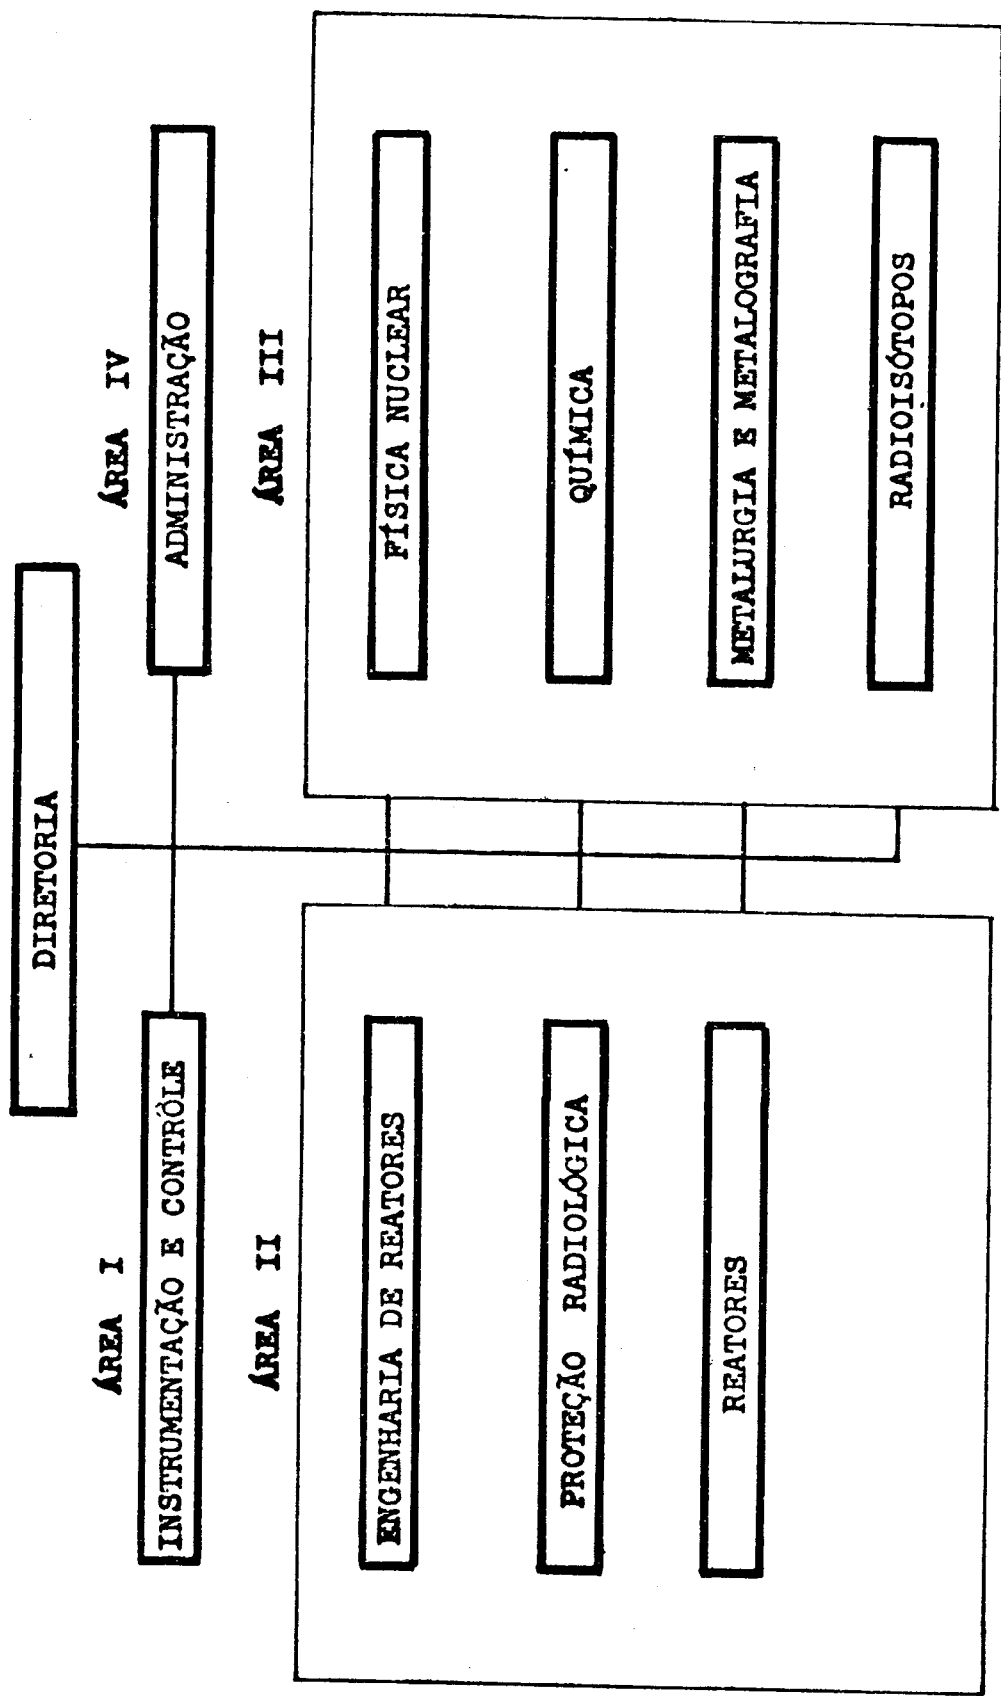 DIRETORIA
ÁREA I
INSTRUMENTAÇÃO E CONTRÔLE
ÁREA IV
ADMINISTRAÇÃO
ÁREA II
ENGENHARIA DE REATORES
PROTEÇÃO RADIOLÓGICA
REATORES
ÁREA III
FÍSICA NUCLEAR
QUÍMICA
METALURGIA E METALOGRAFIA
RADIOISÓTOPOS